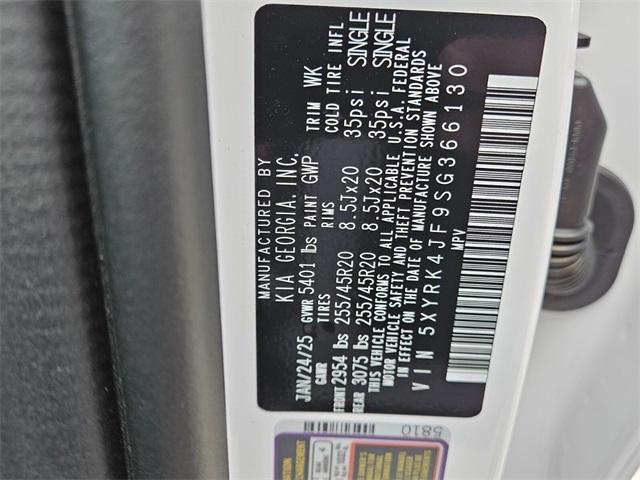 MANUFACTURED BY
KIA GEORGIA, INC.
JAN/24/25 GVWR 5401 lbs PAINT GWP TRIM WK
GAWR TIRES RIMS COLD TIRE INFL
FRONT 2954 lbs 255/45R20 8.5Jx20 35psi SINGLE
REAR 3075 lbs 255/45R20 8.5Jx20 35psi SINGLE
THIS VEHICLE CONFORMS TO ALL APPLICABLE U.S.A. FEDERAL
MOTOR VEHICLE SAFETY AND THEFT PREVENTION STANDARDS
IN EFFECT ON THE DATE OF MANUFACTURE SHOWN ABOVE
VIN 5XYRK4JF9SG366130
MPV
5810